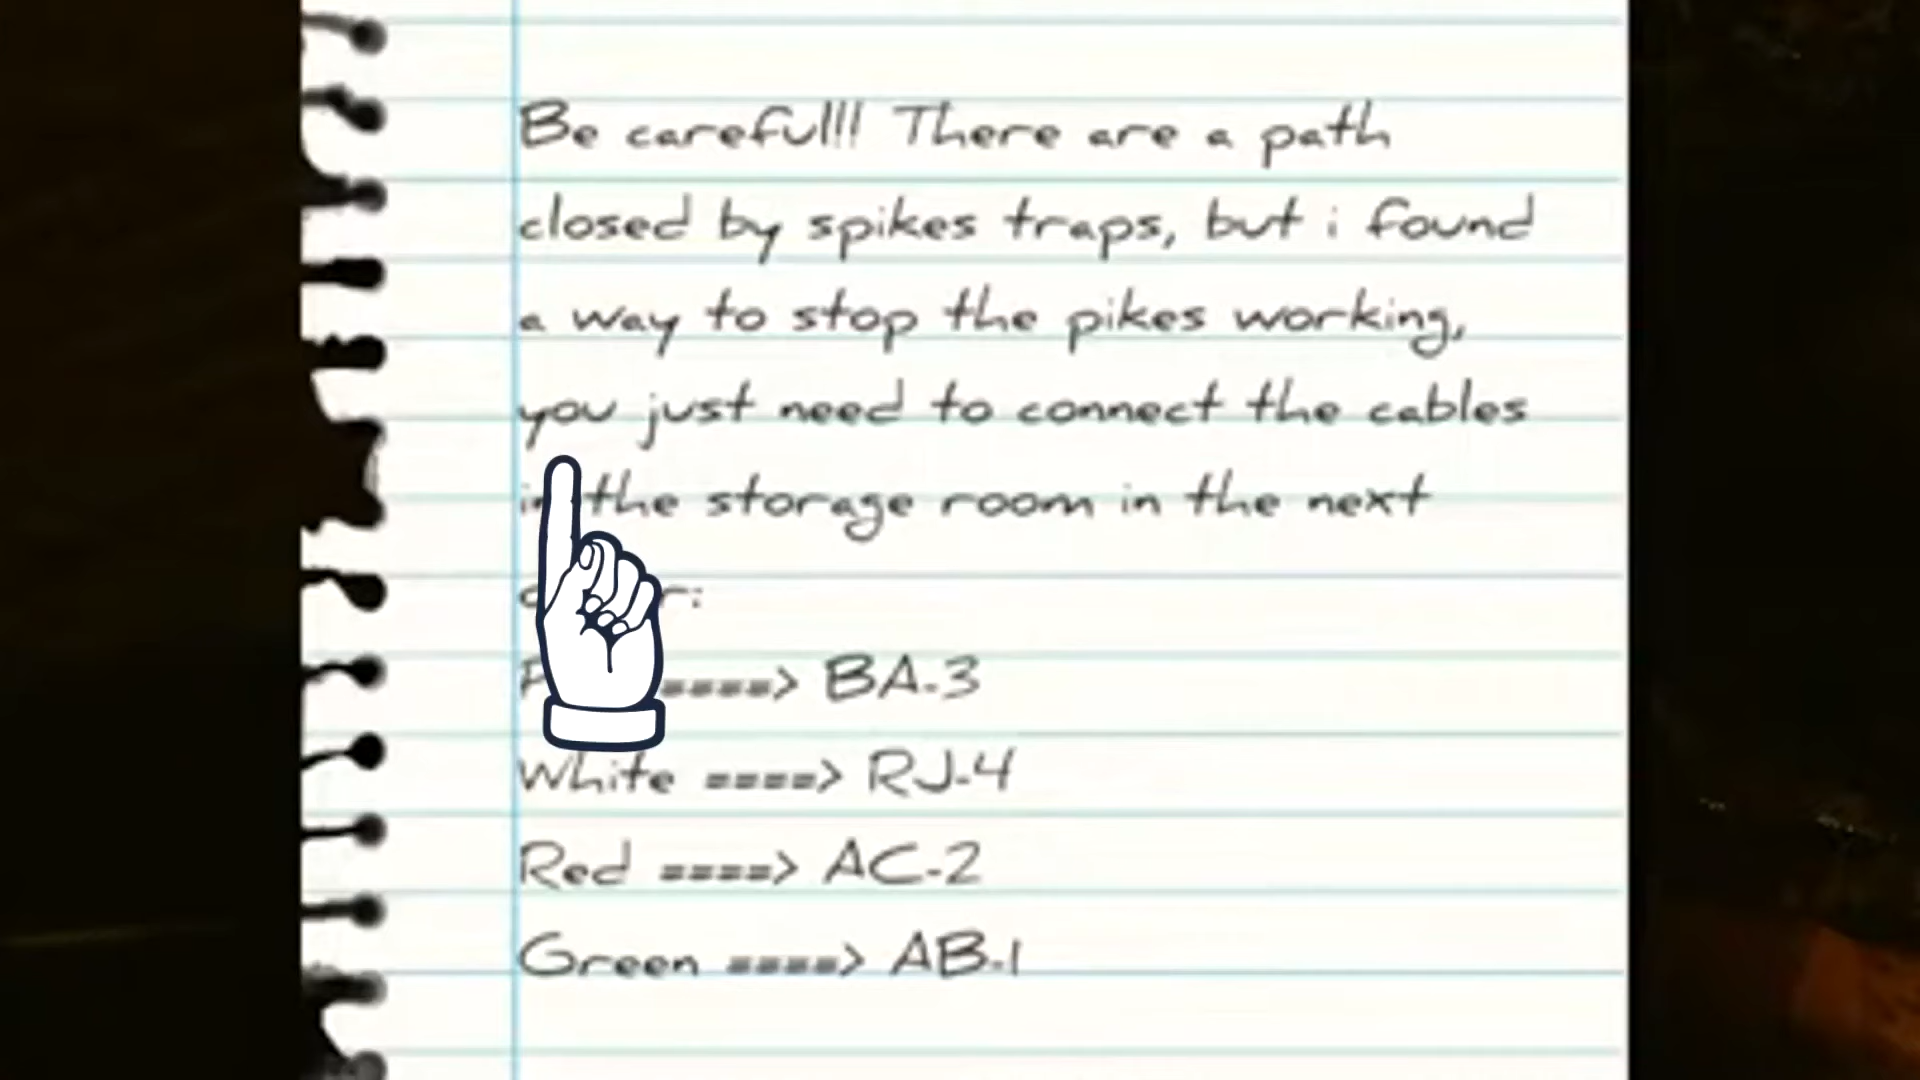 Be careful!!! There are a path
closed by spikes traps, but i found
a way to stop the pikes working,
you just need to connect the cables
in the storage room in the next
====> BA-3
White ====> RJ-4
Red ====> AC-2
Green ====> AB-1